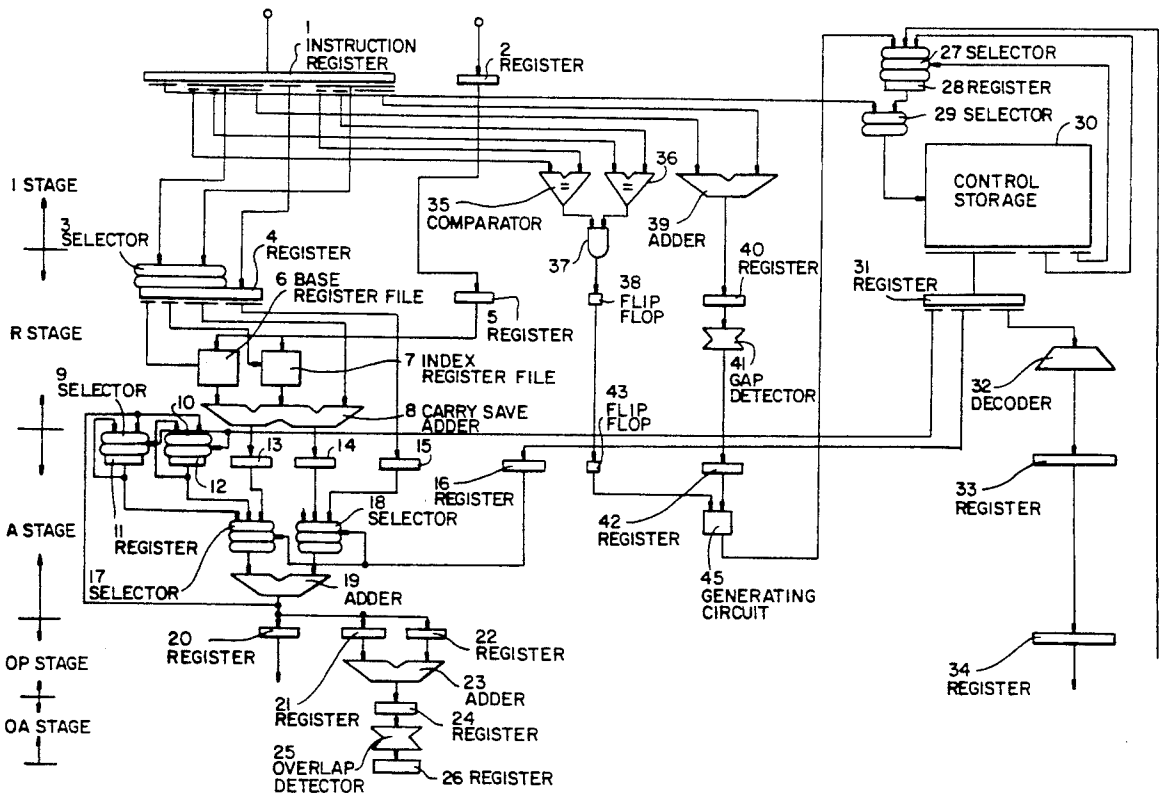 1
INSTRUCTION
REGISTER
2
REGISTER
27 SELECTOR
28 REGISTER
29 SELECTOR
30
CONTROL
STORAGE
I STAGE
3
SELECTOR
4
REGISTER
6 BASE
REGISTER FILE
5
REGISTER
35
COMPARATOR
=
=
36
37
38
FLIP
FLOP
39
ADDER
40
REGISTER
41
GAP
DETECTOR
31
REGISTER
32
DECODER
R STAGE
7 INDEX
REGISTER FILE
8 CARRY SAVE
ADDER
9
SELECTOR
10
11
REGISTER
12
13
14
15
16
REGISTER
43
FLIP
FLOP
42
REGISTER
33
REGISTER
A STAGE
17
SELECTOR
18
SELECTOR
19
ADDER
45
GENERATING
CIRCUIT
20
REGISTER
21
REGISTER
22
REGISTER
23
ADDER
34
REGISTER
OP STAGE
OA STAGE
24
REGISTER
25
OVERLAP
DETECTOR
26 REGISTER